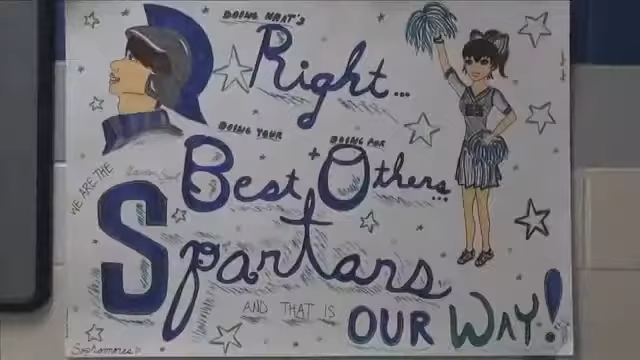 DOING WHAT'S
Right...
DOING YOUR
Best
+
DOING FOR
Others...
WE ARE THE
Spartans
AND THAT IS
OUR WAY!
Sophomores